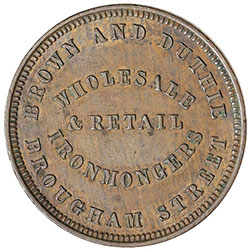 BROWN AND DUTHIE
WHOLESALE
& RETAIL
IRONMONGERS
BROUGHAM STREET